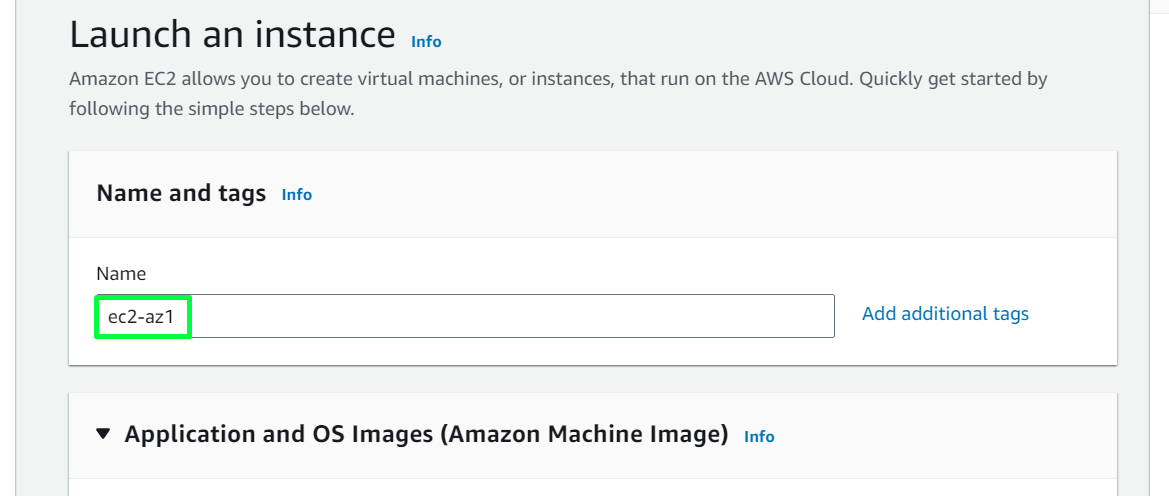 Launch an instance Info
Amazon EC2 allows you to create virtual machines, or instances, that run on the AWS Cloud. Quickly get started by
following the simple steps below.
Name and tags Info
Name
ec2-az1
Add additional tags
Application and OS Images (Amazon Machine Image) Info